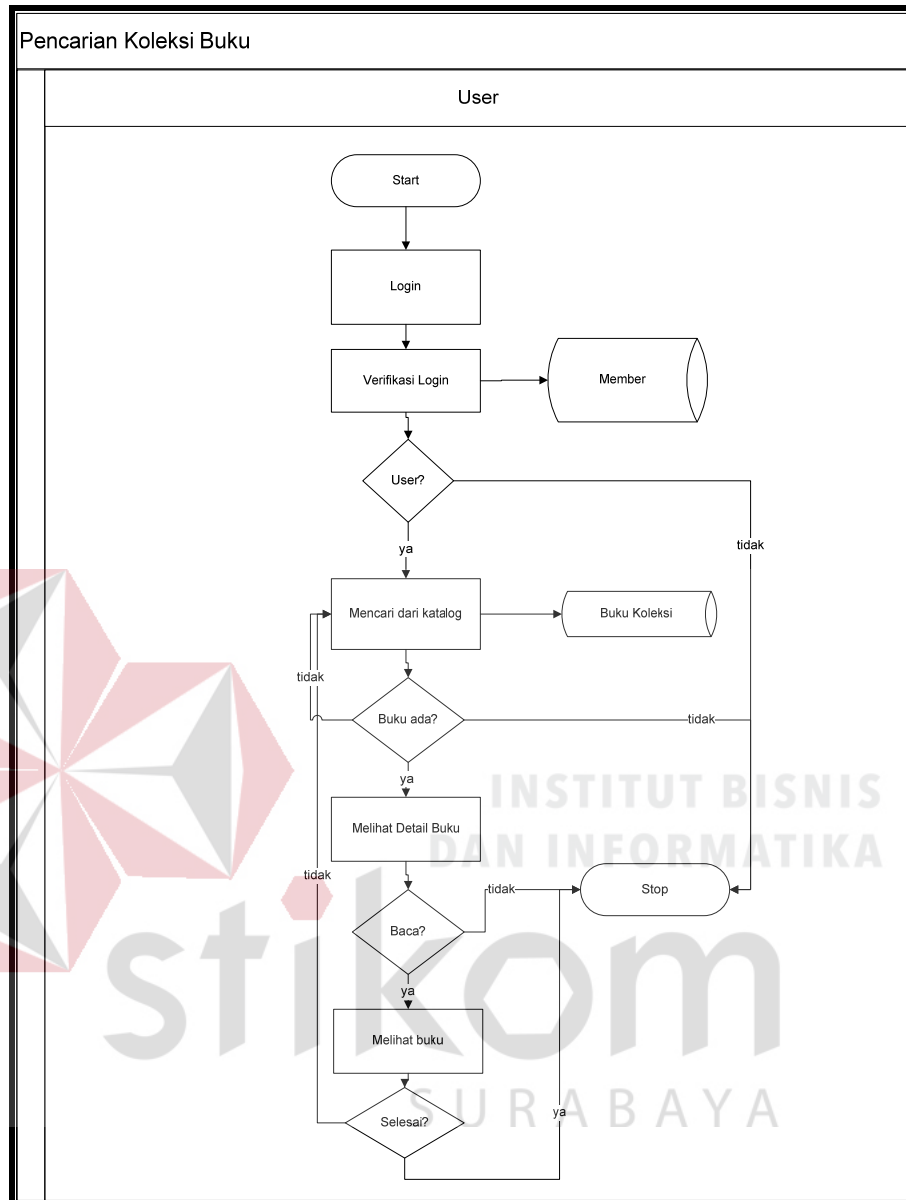 Pencarian Koleksi Buku
User
Start
Login
Verifikasi Login
Member
User?
tidak
ya
Mencari dari katalog
Buku Koleksi
tidak
Buku ada?
tidak
ya
Melihat Detail Buku
INSTITUT BISNIS
DAN INFORMATIKA
tidak
tidak
Stop
Baca?
stikom
ya
Melihat buku
SURABAYA
ya
Selesai?